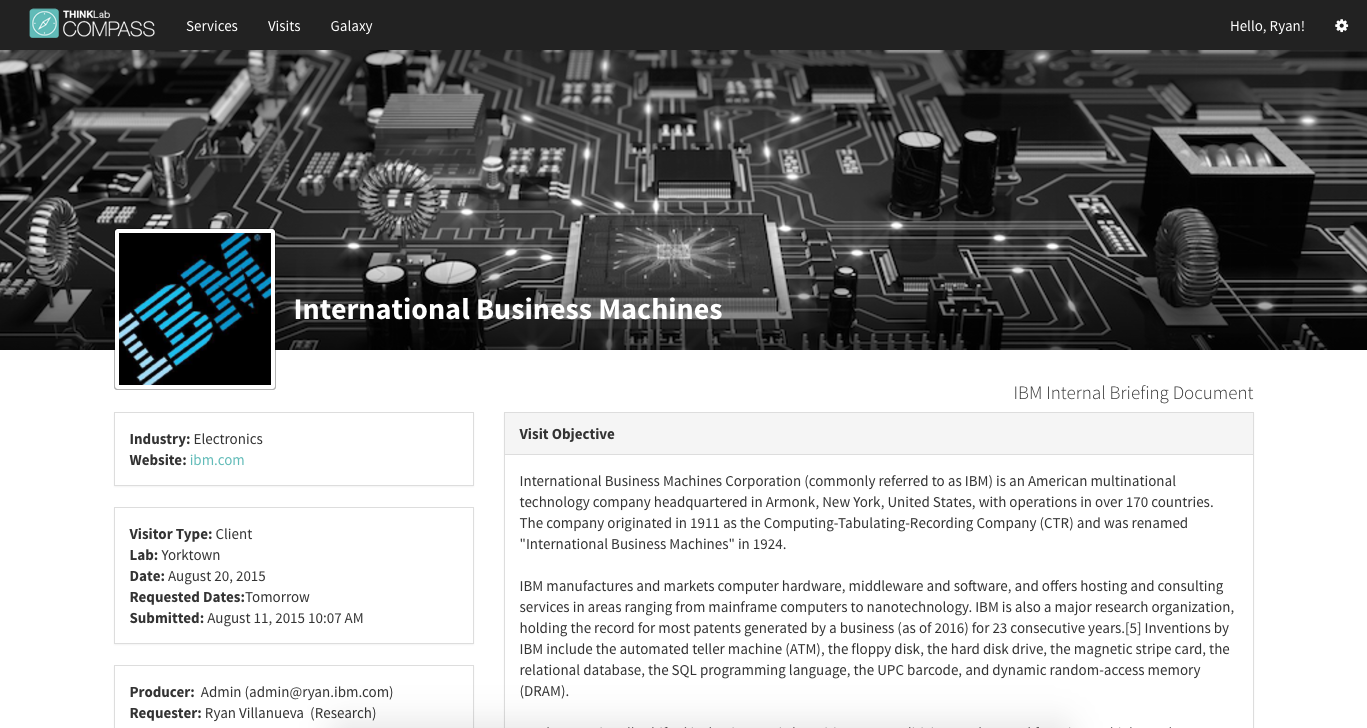 THINKLab
COMPASS
Services
Visits
Galaxy
Hello, Ryan!
IBM
International Business Machines
IBM Internal Briefing Document
Industry: Electronics
Website: ibm.com
Visitor Type: Client
Lab: Yorktown
Date: August 20, 2015
Requested Dates:Tomorrow
Submitted: August 11, 2015 10:07 AM
Producer: Admin (admin@ryan.ibm.com)
Requester: Ryan Villanueva (Research)
Visit Objective
International Business Machines Corporation (commonly referred to as IBM) is an American multinational
technology company headquartered in Armonk, New York, United States, with operations in over 170 countries.
The company originated in 1911 as the Computing-Tabulating-Recording Company (CTR) and was renamed
"International Business Machines" in 1924.
IBM manufactures and markets computer hardware, middleware and software, and offers hosting and consulting
services in areas ranging from mainframe computers to nanotechnology. IBM is also a major research organization,
holding the record for most patents generated by a business (as of 2016) for 23 consecutive years.[5] Inventions by
IBM include the automated teller machine (ATM), the floppy disk, the hard disk drive, the magnetic stripe card, the
relational database, the SQL programming language, the UPC barcode, and dynamic random-access memory
(DRAM).